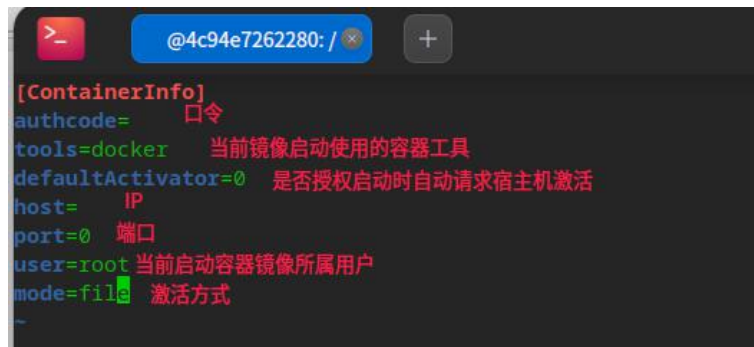 @4c94e7262280: /
[ContainerInfo]
authcode= 口令
tools=docker 当前镜像启动使用的容器工具
defaultActivator=0 是否授权启动时自动请求宿主机激活
host= IP
port=0 端口
user=root 当前启动容器镜像所属用户
mode=file 激活方式
~